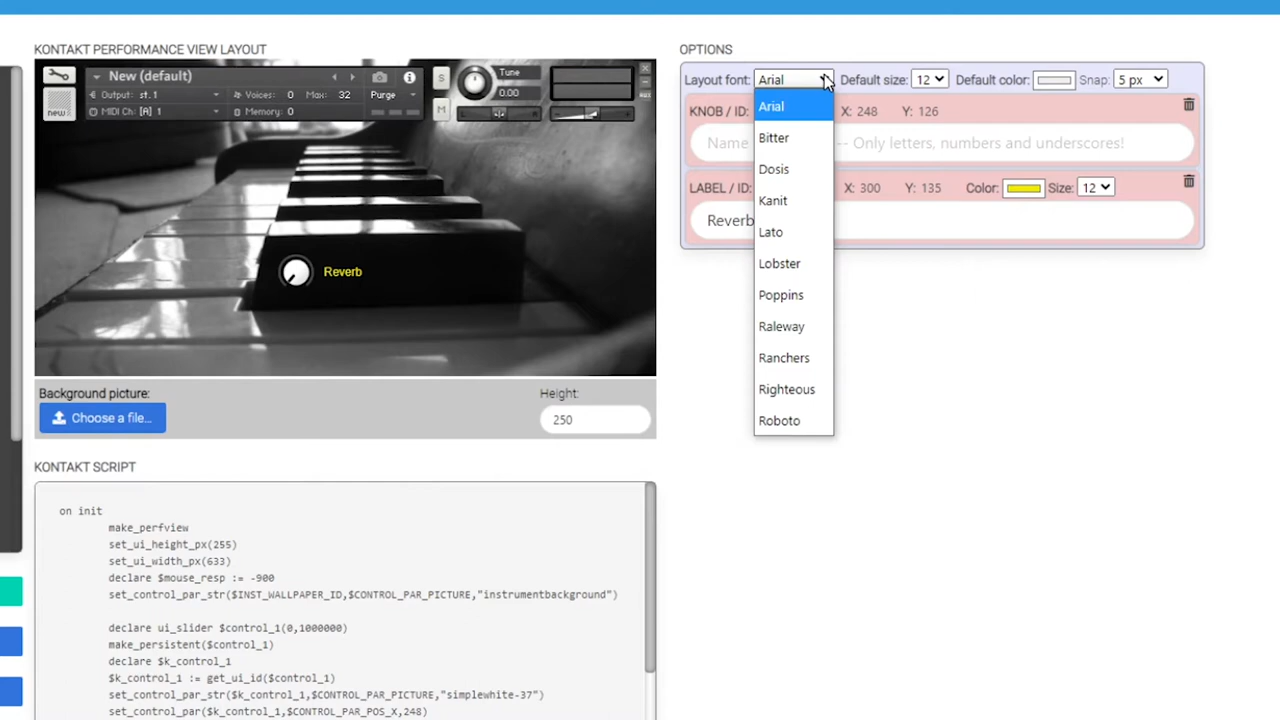 KONTAKT PERFORMANCE VIEW LAYOUT
New (default)
Output: st.1
Voices: 0 Max: 32 Purge
MIDI Ch: [A] 1
Memory: 0
new
S
M
Tune
0.00
AUX
Reverb
Background picture:
Choose a file...
Height:
250
KONTAKT SCRIPT
on init
make_perfview
set_ui_height_px(255)
set_ui_width_px(633)
declare $mouse_resp := -900
set_control_par_str($INST_WALLPAPER_ID,$CONTROL_PAR_PICTURE,"instrumentbackground")
declare ui_slider $control_1(0,1000000)
make_persistent($control_1)
declare $k_control_1
$k_control_1 := get_ui_id($control_1)
set_control_par_str($k_control_1,$CONTROL_PAR_PICTURE,"simplewhite-37")
set_control_par($k_control_1,$CONTROL_PAR_POS_X,248)
OPTIONS
Layout font: Arial Default size: 12 Default color: Snap: 5 px
KNOB / ID: X: 248 Y: 126
Name -- Only letters, numbers and underscores!
LABEL / ID: X: 300 Y: 135 Color: Size: 12
Reverb
Arial
Bitter
Dosis
Kanit
Lato
Lobster
Poppins
Raleway
Ranchers
Righteous
Roboto